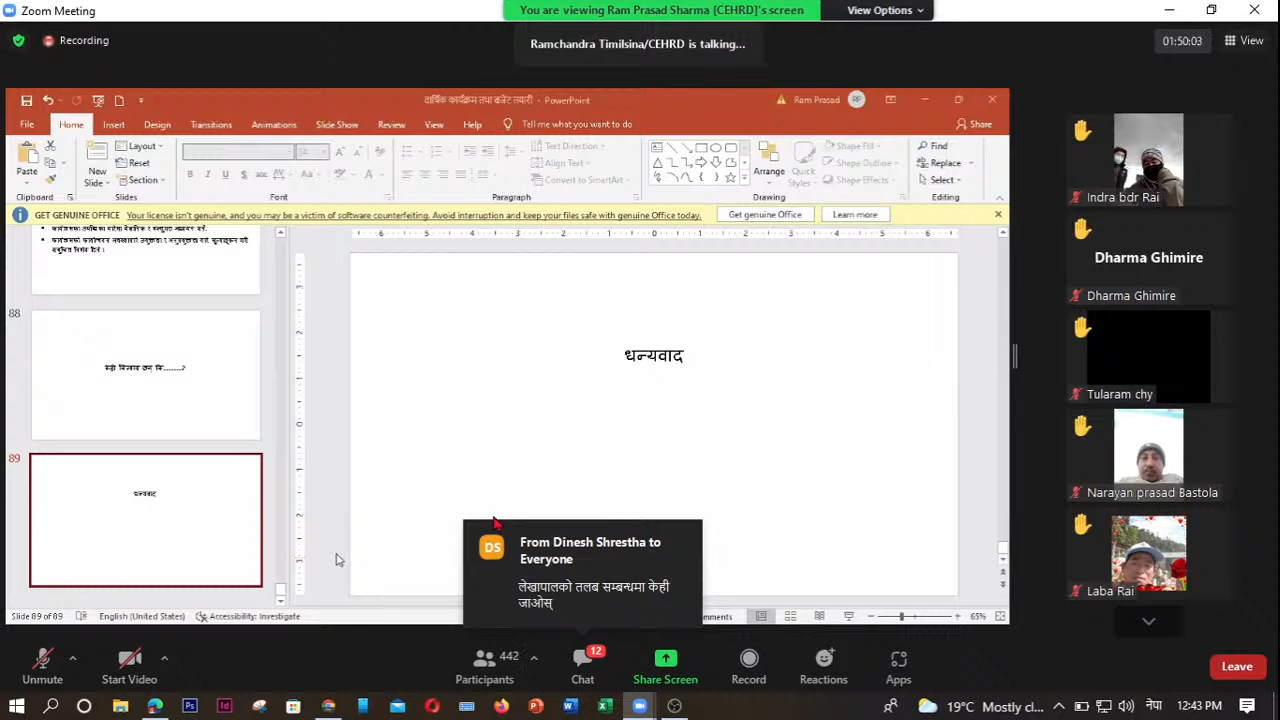 Zoom Meeting
You are viewing Ram Prasad Sharma [CEHRD]'s screen
View Options
Recording
Ramchandra Timilsina/CEHRD is talking...
01:50:03
View
वार्षिक कार्यक्रम तथा बजेट तयारी - PowerPoint
Ram Prasad
RP
File Home Insert Design Transitions Animations Slide Show Review View Help Tell me what you want to do
Share
Paste
New
Slide
Layout
Reset
Section
Text Direction
Align Text
Convert to SmartArt
Arrange
Quick
Styles
Shape Fill
Shape Outline
Shape Effects
Find
Replace
Select
Clipboard Slides Font Paragraph Drawing Editing
GET GENUINE OFFICE Your license isn't genuine, and you may be a victim of software counterfeiting. Avoid interruption and keep your files safe with genuine Office today.
Get genuine Office
Learn more
88
89
धन्यवाद
धन्यवाद
DS
From Dinesh Shrestha to
Everyone
लेखापालको तलब सम्बन्धमा केही
जाओस्
Slide 89 of 89
English (United States)
Accessibility: Investigate
omments
65%
Indra bdr Rai
Dharma Ghimire
Dharma Ghimire
Tularam chy
Narayan prasad Bastola
Laba Rai
Unmute
Start Video
442
Participants
12
Chat
Share Screen
Record
Reactions
Apps
Leave
19°C Mostly cl...
नेपा
12:43 PM